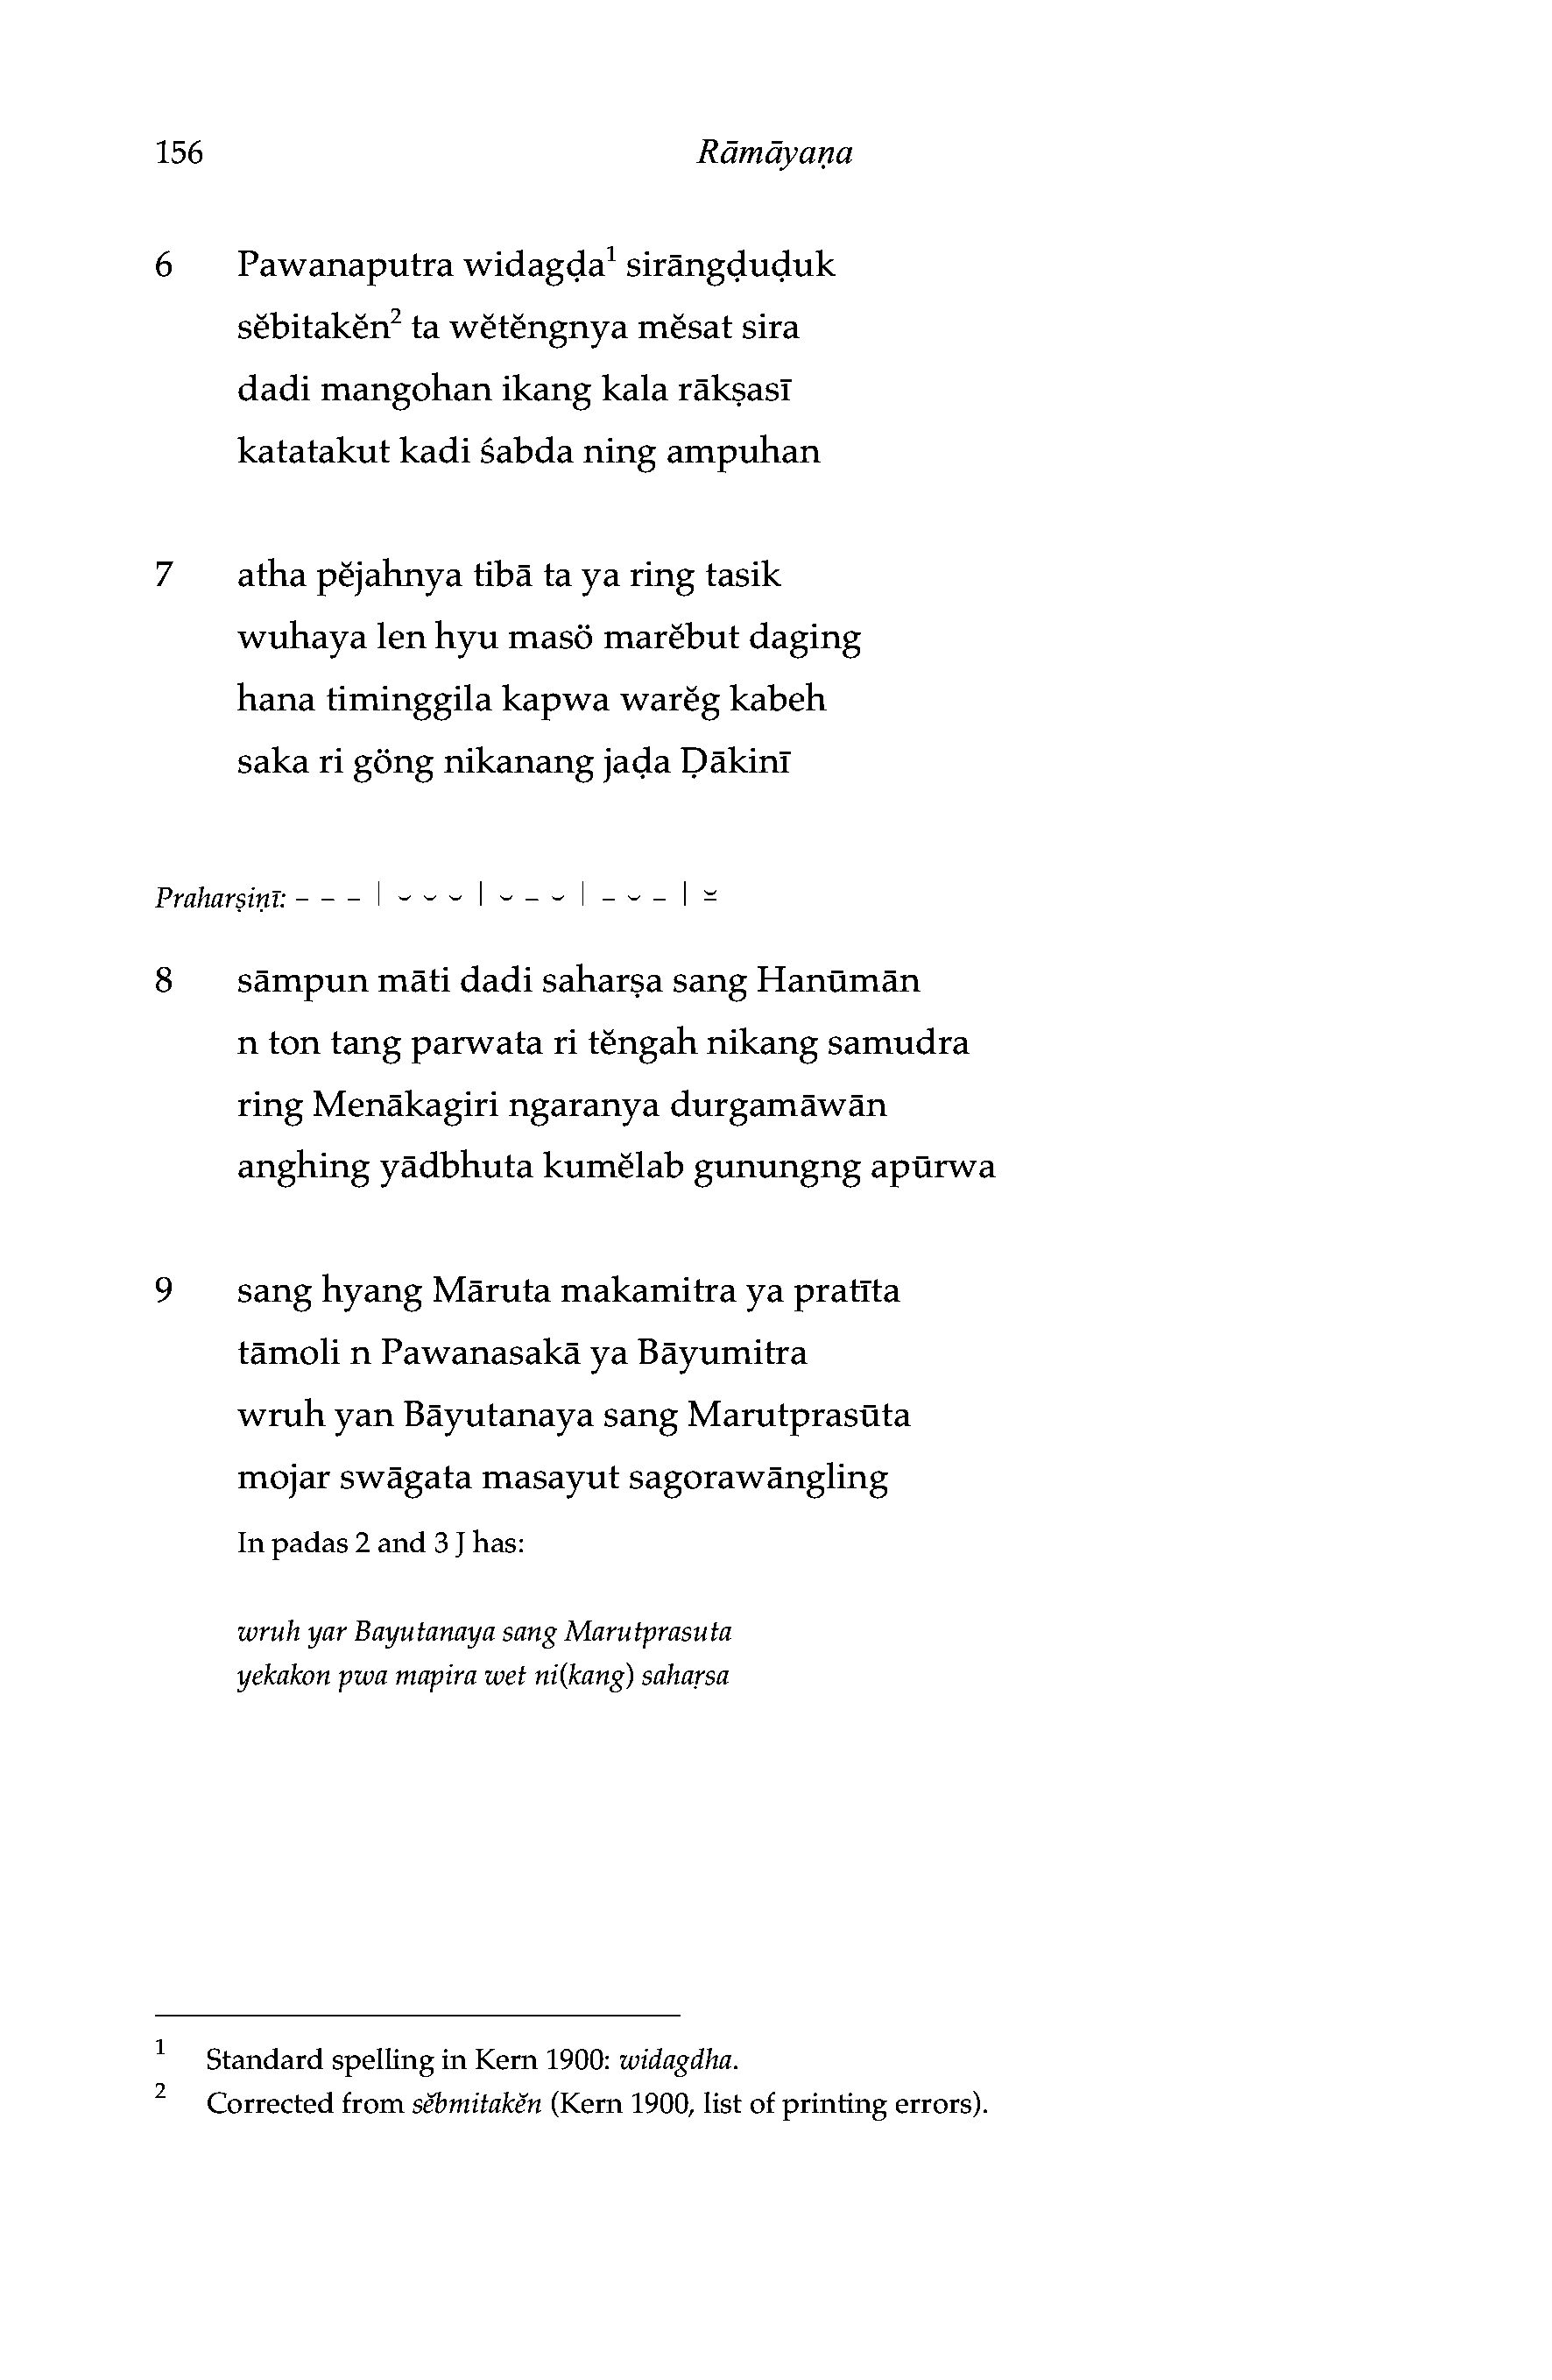 156 Rāmāyaṇa
6 Pawanaputra widagḍa¹ sirāngḍuḍuk
sĕbitakĕn² ta wĕtĕngnya mĕsat sira
dadi mangohan ikang kala rākṣasī
katatakut kadi śabda ning ampuhan
7 atha pĕjahnya tibā ta ya ring tasik
wuhaya len hyu masö marĕbut daging
hana timinggila kapwa warĕg kabeh
saka ri göng nikanang jaḍa Ḍākinī
Praharṣiṇī: – – – | ⏑ ⏑ ⏑ | ⏑ – ⏑ | – ⏑ – | ⏓
8 sāmpun māti dadi saharṣa sang Hanūmān
n ton tang parwata ri tĕngah nikang samudra
ring Menākagiri ngaranya durgamāwān
anghing yādbhuta kumĕlab gunungng apūrwa
9 sang hyang Māruta makamitra ya pratīta
tāmoli n Pawanasakā ya Bāyumitra
wruh yan Bāyutanaya sang Marutprasūta
mojar swāgata masayut sagorawāngling
In padas 2 and 3 J has:
wruh yar Bayutanaya sang Marutprasuta
yekakon pwa mapira wet ni(kang) sahaṛsa
1 Standard spelling in Kern 1900: widagdha.
2 Corrected from sĕbmitakĕn (Kern 1900, list of printing errors).